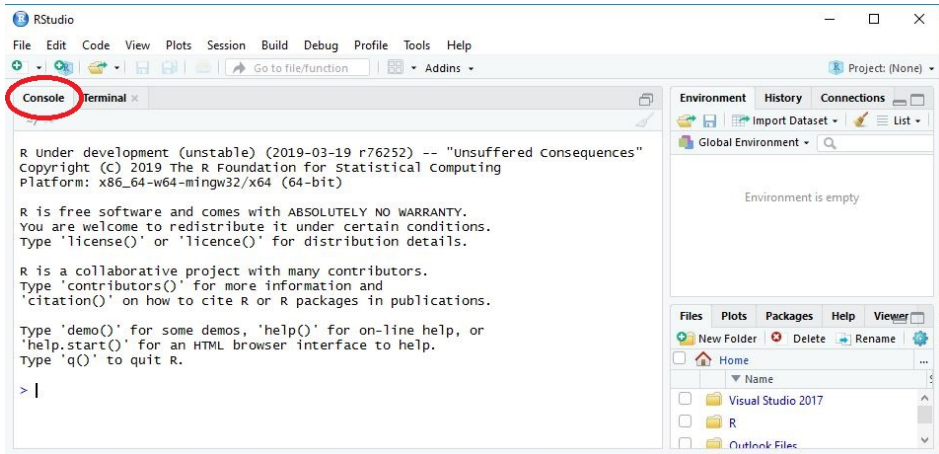 RStudio
File Edit Code View Plots Session Build Debug Profile Tools Help
Go to file/function Addins Project: (None)
Console Terminal
R Under development (unstable) (2019-03-19 r76252) -- "Unsuffered Consequences"
Copyright (C) 2019 The R Foundation for Statistical Computing
Platform: x86_64-w64-mingw32/x64 (64-bit)
R is free software and comes with ABSOLUTELY NO WARRANTY.
You are welcome to redistribute it under certain conditions.
Type 'license()' or 'licence()' for distribution details.
R is a collaborative project with many contributors.
Type 'contributors()' for more information and
'citation()' on how to cite R or R packages in publications.
Type 'demo()' for some demos, 'help()' for on-line help, or
'help.start()' for an HTML browser interface to help.
Type 'q()' to quit R.
>
Environment History Connections
Import Dataset List
Global Environment
Environment is empty
Files Plots Packages Help Viewer
New Folder Delete Rename
Home ...
Name
Visual Studio 2017
R
Outlook Files